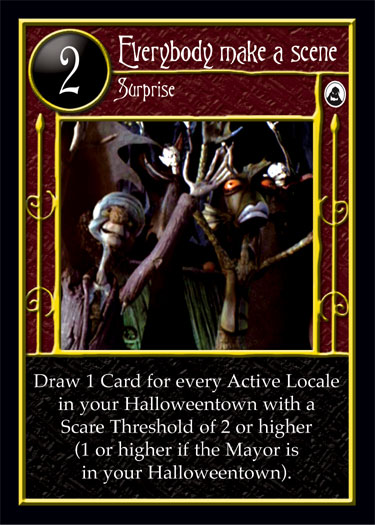 2
Everybody make a scene
Surprise
Draw 1 Card for every Active Locale
in your Halloweentown with a
Scare Threshold of 2 or higher
(1 or higher if the Mayor is
in your Halloweentown).